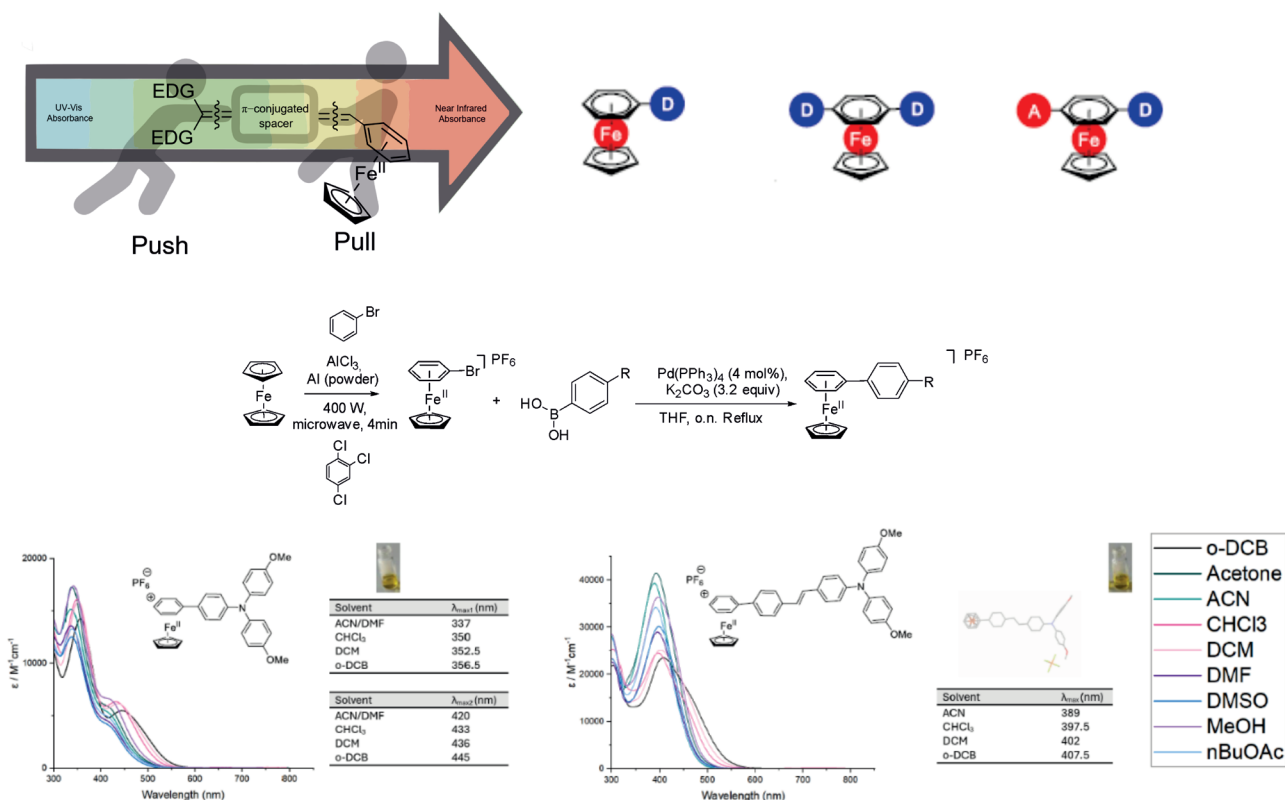 UV-Vis
Absorbance
EDG
EDG
π-conjugated
spacer
Fe^II
Near Infrared
Absorbance
Push
Pull
Fe
D
D
Fe
D
A
Fe
D
Fe
Br
AlCl3,
Al (powder)
400 W,
microwave, 4min
Cl
Cl
Cl
Br
] PF6
Fe^II
+
HO
B
OH
R
Pd(PPh3)4 (4 mol%),
K2CO3 (3.2 equiv)
THF, o.n. Reflux
] PF6
R
Fe^II
20000
10000
0
ε / M⁻¹cm⁻¹
300 400 500 600 700 800
Wavelength (nm)
PF6 ⊖
⊕
Fe^II
N
OMe
OMe
Solvent λmax1 (nm)
ACN/DMF 337
CHCl3 350
DCM 352.5
o-DCB 356.5
Solvent λmax2 (nm)
ACN/DMF 420
CHCl3 433
DCM 436
o-DCB 445
40000
30000
20000
10000
0
ε / M⁻¹cm⁻¹
300 400 500 600 700 800
Wavelength (nm)
PF6 ⊖
⊕
Fe^II
N
OMe
OMe
Solvent λmax (nm)
ACN 389
CHCl3 397.5
DCM 402
o-DCB 407.5
o-DCB
Acetone
ACN
CHCl3
DCM
DMF
DMSO
MeOH
nBuOAc